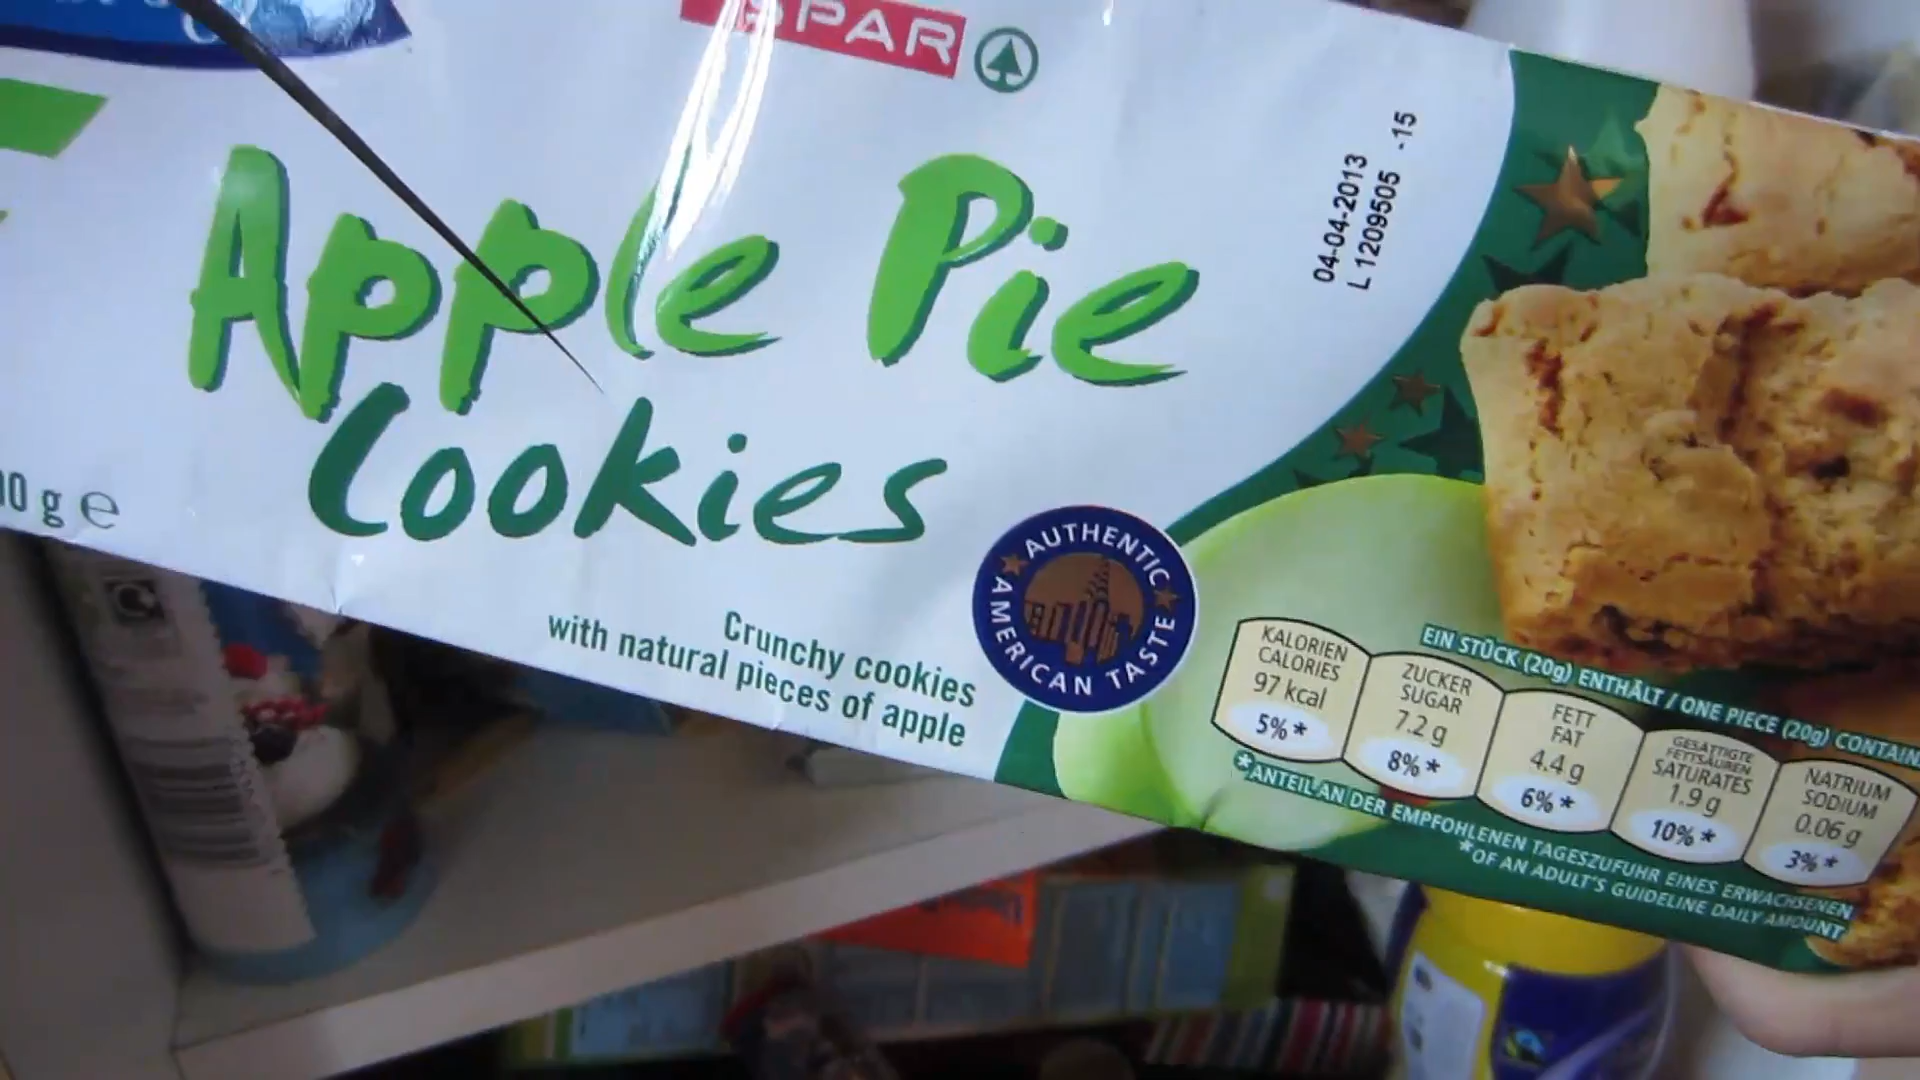 SPAR
Apple Pie
Cookies
04-04-2013
L 1209505 -15
0 g e
Crunchy cookies
with natural pieces of apple
AUTHENTIC
AMERICAN TASTE
EIN STÜCK (20g) ENTHÄLT / ONE PIECE (20g) CONTAIN
KALORIEN
CALORIES
97 kcal
5%*
ZUCKER
SUGAR
7.2 g
8%*
FETT
FAT
4.4 g
6%*
GESÄTTIGTE
FETTSÄUREN
SATURATES
1.9 g
10%*
NATRIUM
SODIUM
0.06 g
3%*
*ANTEIL AN DER EMPFOHLENEN TAGESZUFUHR EINES ERWACHSENEN
*OF AN ADULT'S GUIDELINE DAILY AMOUNT